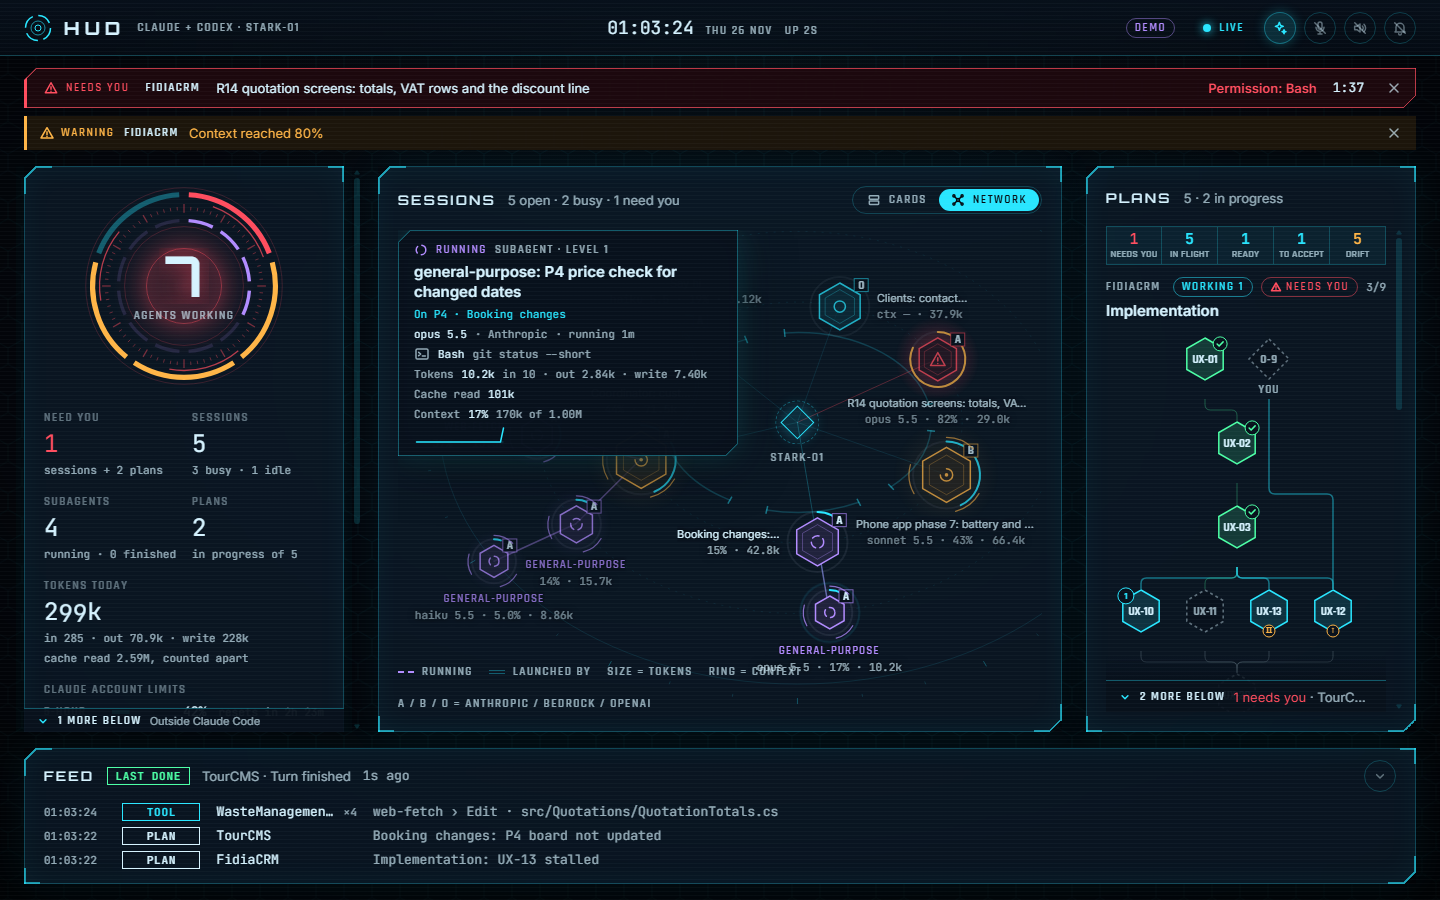 HUD
CLAUDE + CODEX · STARK-01
01:03:24 THU 26 NOV UP 2S
DEMO
LIVE
NEEDS YOU FIDIACRM R14 quotation screens: totals, VAT rows and the discount line
Permission: Bash 1:37
WARNING FIDIACRM Context reached 80%
7
AGENTS WORKING
NEED YOU
1
sessions + 2 plans
SESSIONS
5
3 busy · 1 idle
SUBAGENTS
4
running · 0 finished
PLANS
2
in progress of 5
TOKENS TODAY
299k
in 285 · out 70.9k · write 228k
cache read 2.59M, counted apart
CLAUDE ACCOUNT LIMITS
1 MORE BELOW Outside Claude Code
SESSIONS 5 open · 2 busy · 1 need you
CARDS
NETWORK
RUNNING SUBAGENT · LEVEL 1
general-purpose: P4 price check for
changed dates
On P4 · Booking changes
opus 5.5 · Anthropic · running 1m
Bash git status --short
Tokens 10.2k in 10 · out 2.84k · write 7.40k
Cache read 101k
Context 17% 170k of 1.00M
.12k
O
Clients: contact...
ctx — · 37.9k
A
R14 quotation screens: totals, VA...
opus 5.5 · 82% · 29.0k
STARK-01
B
Phone app phase 7: battery and ...
sonnet 5.5 · 43% · 66.4k
A
Booking changes:...
15% · 42.8k
A
GENERAL-PURPOSE
14% · 15.7k
A
GENERAL-PURPOSE
haiku 5.5 · 5.0% · 8.86k
A
GENERAL-PURPOSE
opus 5.5 · 17% · 10.2k
RUNNING LAUNCHED BY SIZE = TOKENS RING = CONTEXT
A / B / O = ANTHROPIC / BEDROCK / OPENAI
PLANS 5 · 2 in progress
1 NEEDS YOU
5 IN FLIGHT
1 READY
1 TO ACCEPT
5 DRIFT
FIDIACRM WORKING 1 NEEDS YOU 3/9
Implementation
UX-01
0-9
YOU
UX-02
UX-03
1
UX-10
UX-11
UX-13
UX-12
2 MORE BELOW 1 needs you · TourC...
FEED LAST DONE TourCMS · Turn finished 1s ago
01:03:24 TOOL WasteManagemen… ×4 web-fetch › Edit · src/Quotations/QuotationTotals.cs
01:03:22 PLAN TourCMS Booking changes: P4 board not updated
01:03:22 PLAN FidiaCRM Implementation: UX-13 stalled